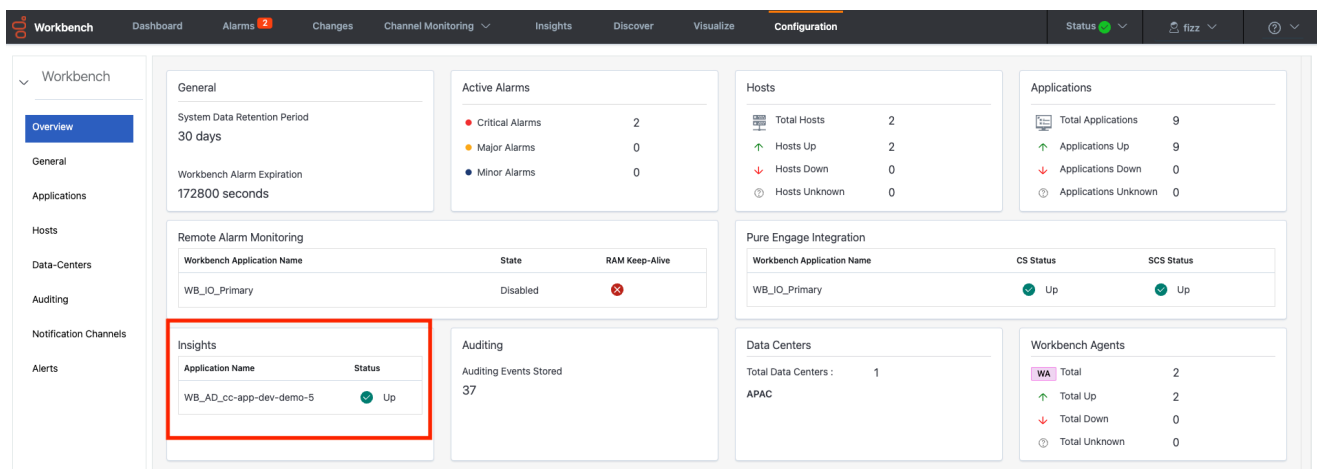 Workbench Dashboard Alarms 2 Changes Channel Monitoring Insights Discover Visualize Configuration Status fizz
Workbench
Overview
General
Applications
Hosts
Data-Centers
Auditing
Notification Channels
Alerts
General
System Data Retention Period
30 days
Workbench Alarm Expiration
172800 seconds
Active Alarms
Critical Alarms 2
Major Alarms 0
Minor Alarms 0
Hosts
Total Hosts 2
Hosts Up 2
Hosts Down 0
Hosts Unknown 0
Applications
Total Applications 9
Applications Up 9
Applications Down 0
Applications Unknown 0
Remote Alarm Monitoring
Workbench Application Name State RAM Keep-Alive
WB_IO_Primary Disabled
Pure Engage Integration
Workbench Application Name CS Status SCS Status
WB_IO_Primary Up Up
Insights
Application Name Status
WB_AD_cc-app-dev-demo-5 Up
Auditing
Auditing Events Stored
37
Data Centers
Total Data Centers : 1
APAC
Workbench Agents
WA Total 2
Total Up 2
Total Down 0
Total Unknown 0